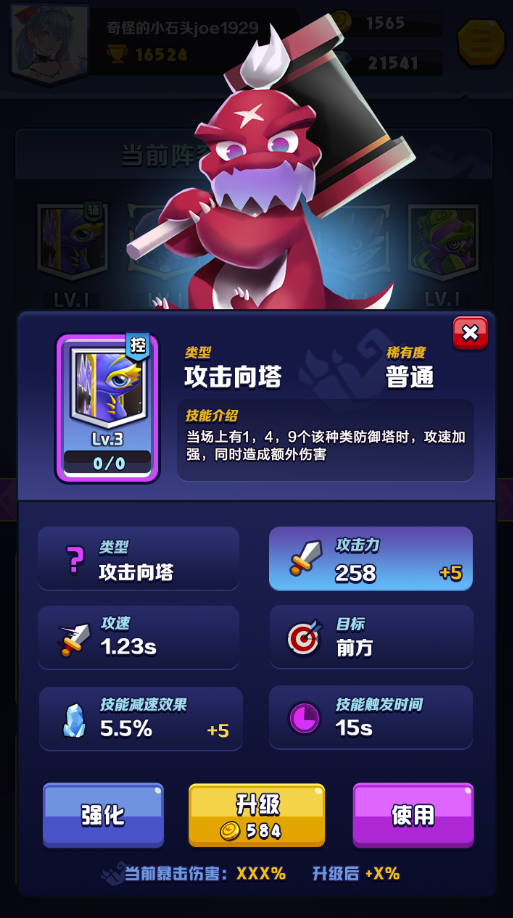 奇怪的小石头joe1929
1565
16524
21541
当前阵
辅
LV.1
LV.1
LV.1
控
Lv.3
0/0
类型
攻击向塔
稀有度
普通
技能介绍
当场上有1，4，9个该种类防御塔时，攻速加
强，同时造成额外伤害
类型
攻击向塔
攻击力
258
+5
攻速
1.23s
目标
前方
技能减速效果
5.5%
+5
技能触发时间
15s
强化
升级
584
使用
当前暴击伤害：XXX%
升级后 +X%